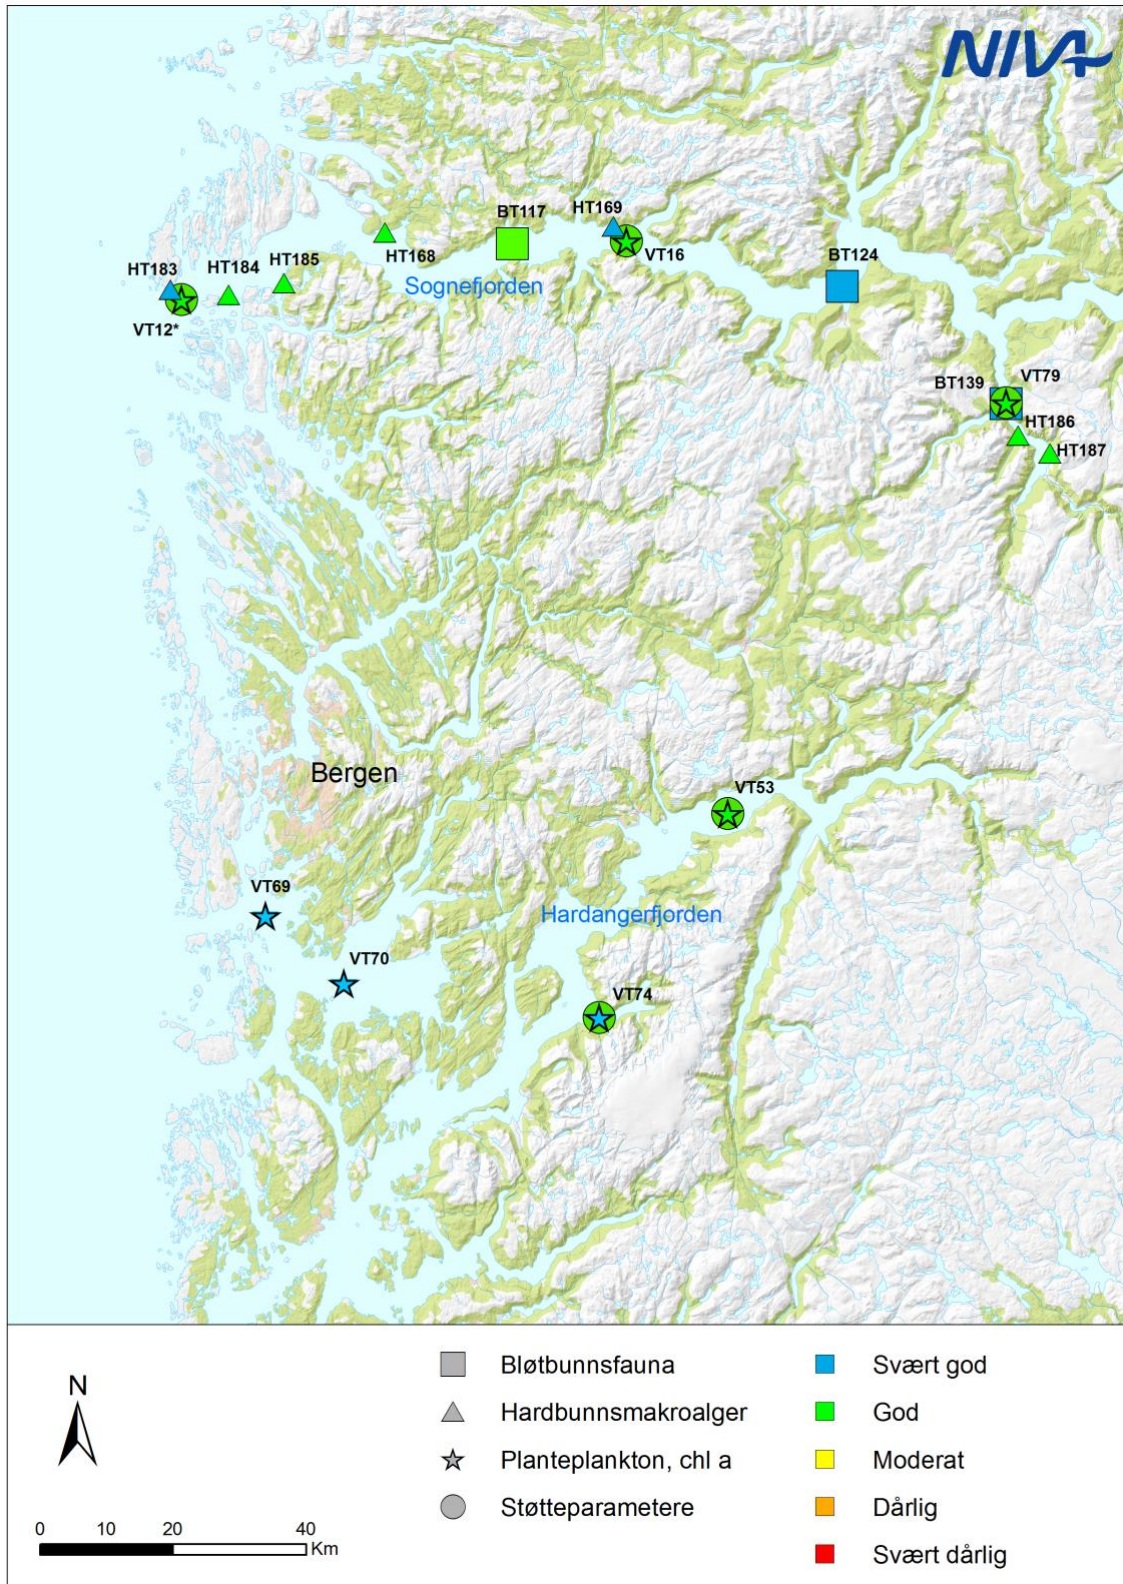 NIVA
BT117
HT169
VT16
HT168
HT185
HT184
HT183
VT12*
Sognefjorden
BT124
BT139
VT79
HT186
HT187
Bergen
VT53
VT69
Hardangerfjorden
VT70
VT74
N
0 20 40
Km
Bløtbunnsfauna
Hardbunnsmakroalger
Planteplankton, chl a
Støtteparametere
Svært god
God
Moderat
Dårlig
Svært dårlig